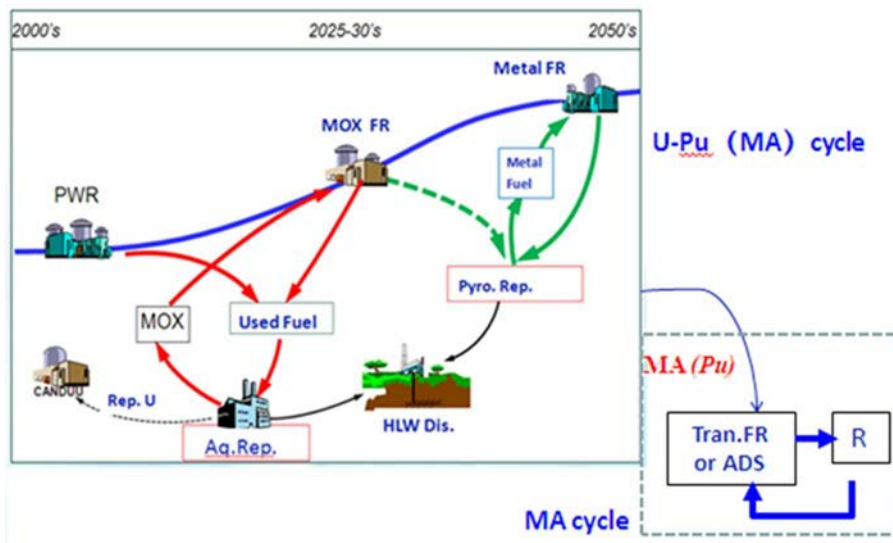 2000's 2025-30's 2050's
Metal FR
MOX FR
U-Pu (MA) cycle
Metal
Fuel
PWR
Pyro. Rep.
MOX
Used Fuel
MA (Pu)
CANDUU
Rep. U
HLW Dis.
Tran.FR
or ADS
R
Aq.Rep.
MA cycle